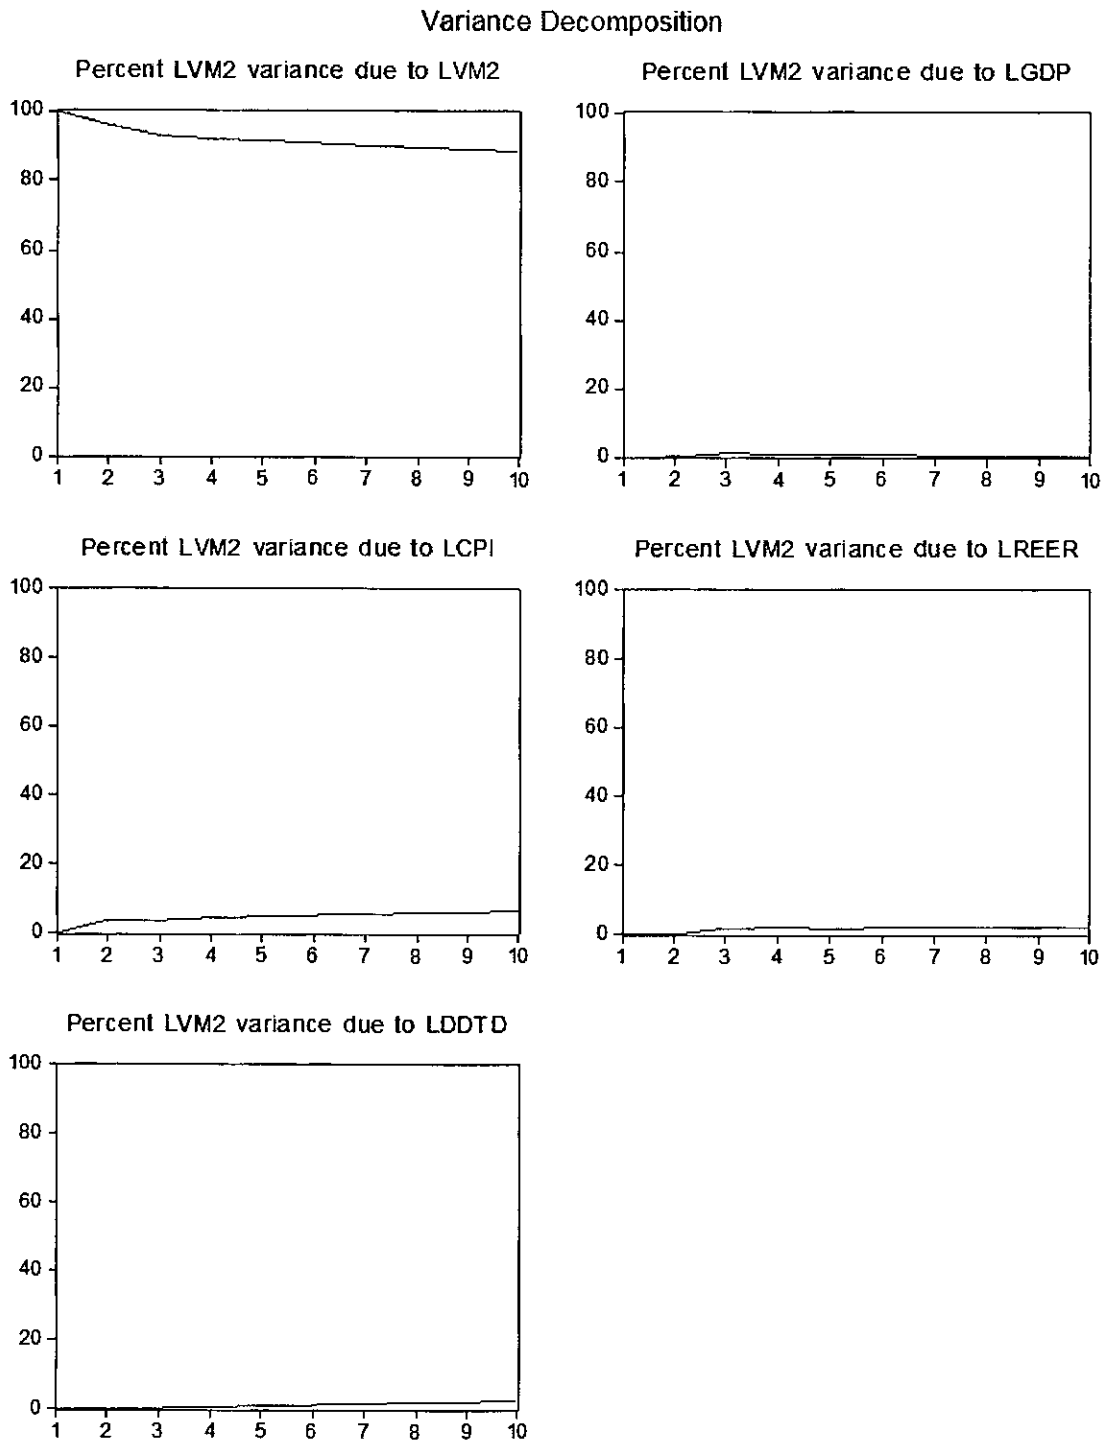 Variance Decomposition
Percent LVM2 variance due to LVM2
100
80
60
40
20
0
1 2 3 4 5 6 7 8 9 10
Percent LVM2 variance due to LGDP
100
80
60
40
20
0
1 2 3 4 5 6 7 8 9 10
Percent LVM2 variance due to LCPI
100
80
60
40
20
0
1 2 3 4 5 6 7 8 9 10
Percent LVM2 variance due to LREER
100
80
60
40
20
0
1 2 3 4 5 6 7 8 9 10
Percent LVM2 variance due to LDDTD
100
80
60
40
20
0
1 2 3 4 5 6 7 8 9 10